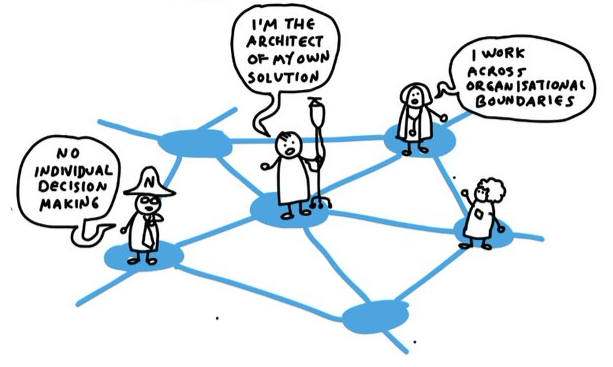 I'M THE
ARCHITECT
OF MY OWN
SOLUTION
I WORK
ACROSS
ORGANISATIONAL
BOUNDARIES
NO
INDIVIDUAL
DECISION
MAKING
N